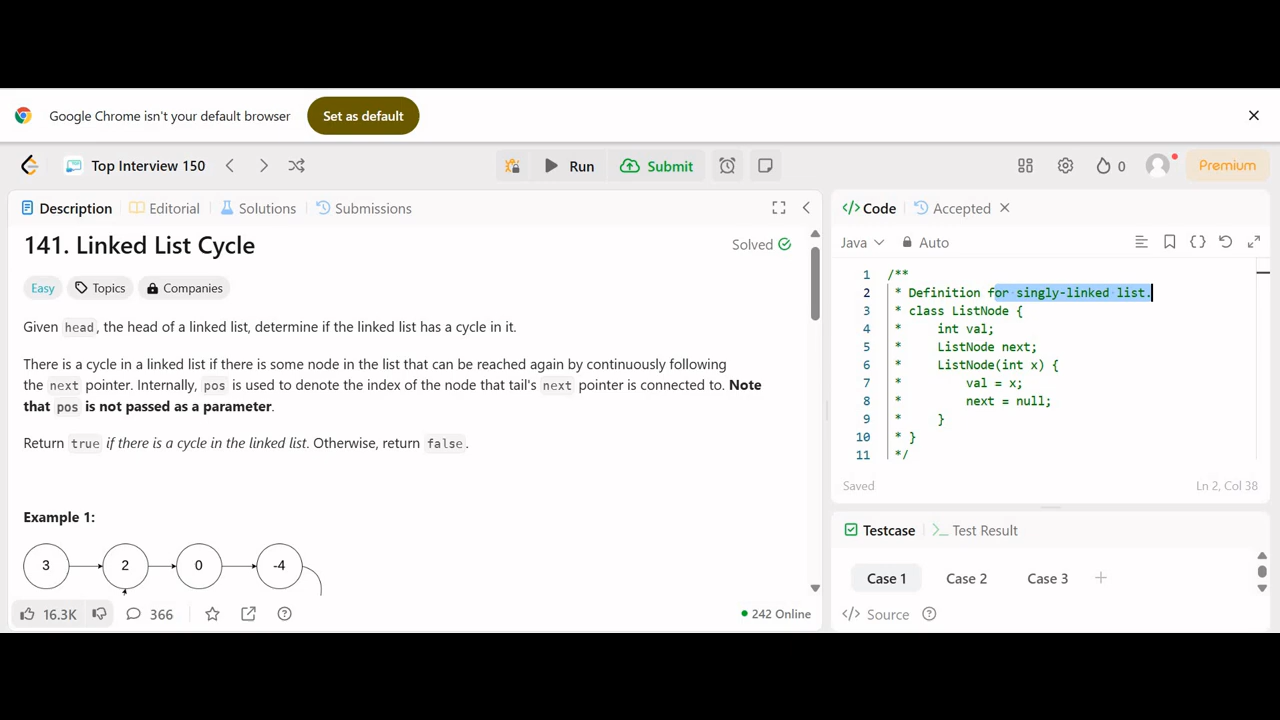 Google Chrome isn't your default browser
Set as default
Top Interview 150
Run
Submit
0
Premium
Description
Editorial
Solutions
Submissions
Code
Accepted
141. Linked List Cycle
Solved
Java
Auto
Easy
Topics
Companies
Given head, the head of a linked list, determine if the linked list has a cycle in it.
There is a cycle in a linked list if there is some node in the list that can be reached again by continuously following
the next pointer. Internally, pos is used to denote the index of the node that tail's next pointer is connected to. Note
that pos is not passed as a parameter.
Return true if there is a cycle in the linked list. Otherwise, return false.
Example 1:
3
2
0
-4
16.3K
366
242 Online
1 /**
2 * Definition for singly-linked list.
3 * class ListNode {
4 *     int val;
5 *     ListNode next;
6 *     ListNode(int x) {
7 *         val = x;
8 *         next = null;
9 *     }
10 * }
11 */
Saved
Ln 2, Col 38
Testcase
>_ Test Result
Case 1
Case 2
Case 3
+
</> Source